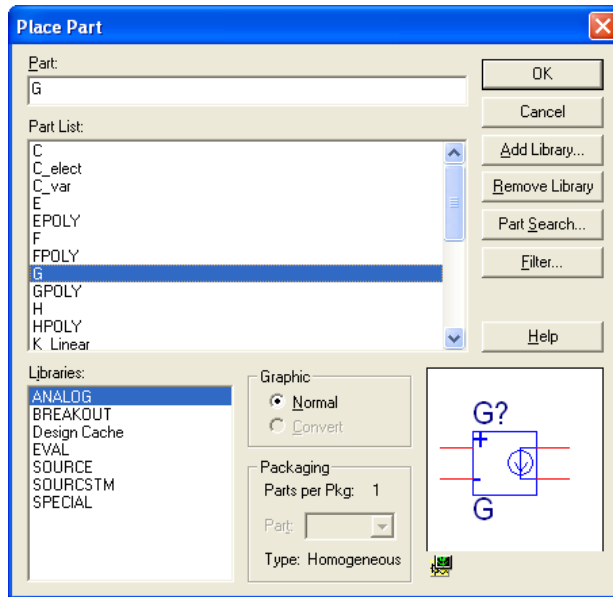 Place Part
Part:
G
Part List:
C
C_elect
C_var
E
EPOLY
F
FPOLY
G
GPOLY
H
HPOLY
K_Linear
OK
Cancel
Add Library...
Remove Library
Part Search...
Filter...
Help
Libraries:
ANALOG
BREAKOUT
Design Cache
EVAL
SOURCE
SOURCSTM
SPECIAL
Graphic
Normal
Convert
Packaging
Parts per Pkg: 1
Part:
Type: Homogeneous
G?
+
-
G